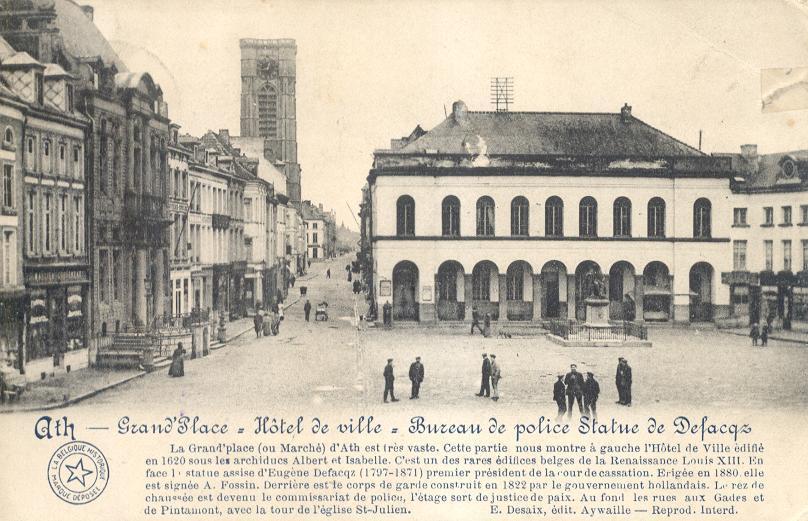 Ath — Grand'Place - Hôtel de ville - Bureau de police Statue de Defacqz
La Grand'place (ou Marché) d'Ath est très vaste. Cette partie nous montre à gauche l'Hôtel de Ville édifié
en 1620 sous les archiducs Albert et Isabelle. C'est un des rares édifices belges de la Renaissance Louis XIII. En
face la statue assise d'Eugène Defacqz (1797-1871) premier président de la cour de cassation. Erigée en 1880, elle
est signée A. Fossin. Derrière est le corps de garde construit en 1822 par le gouvernement hollandais. Le rez de
chaussée est devenu le commissariat de police, l'étage sert de justice de paix. Au fond les rues aux Gades et
de Pintamont, avec la tour de l'église St-Julien. E. Desaix, édit. Aywaille — Reprod. Interd.
LA BELGIQUE HISTORIQUE
MARQUE DÉPOSÉE